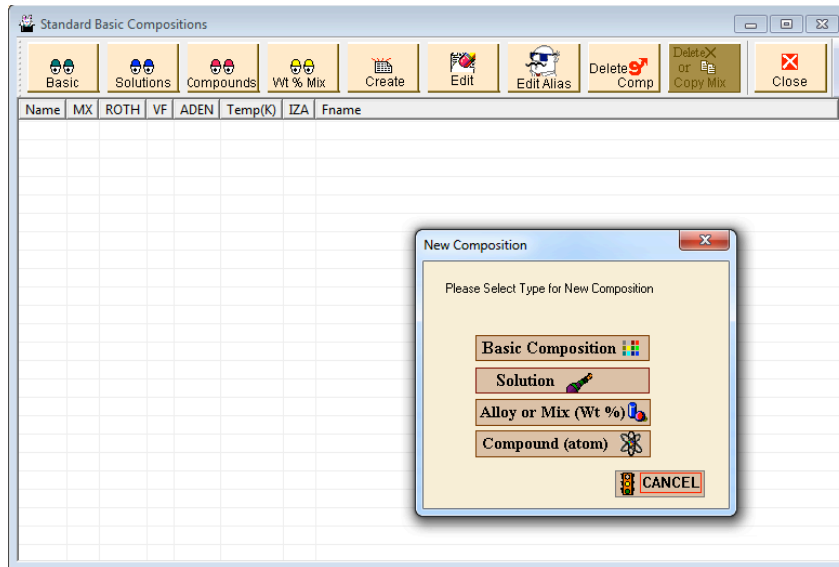 Standard Basic Compositions
Basic
Solutions
Compounds
Wt % Mix
Create
Edit
Edit Alias
Delete
Comp
Delete
or
Copy Mix
Close
Name MX ROTH VF ADEN Temp(K) IZA Fname
New Composition
Please Select Type for New Composition
Basic Composition
Solution
Alloy or Mix (Wt %)
Compound (atom)
CANCEL